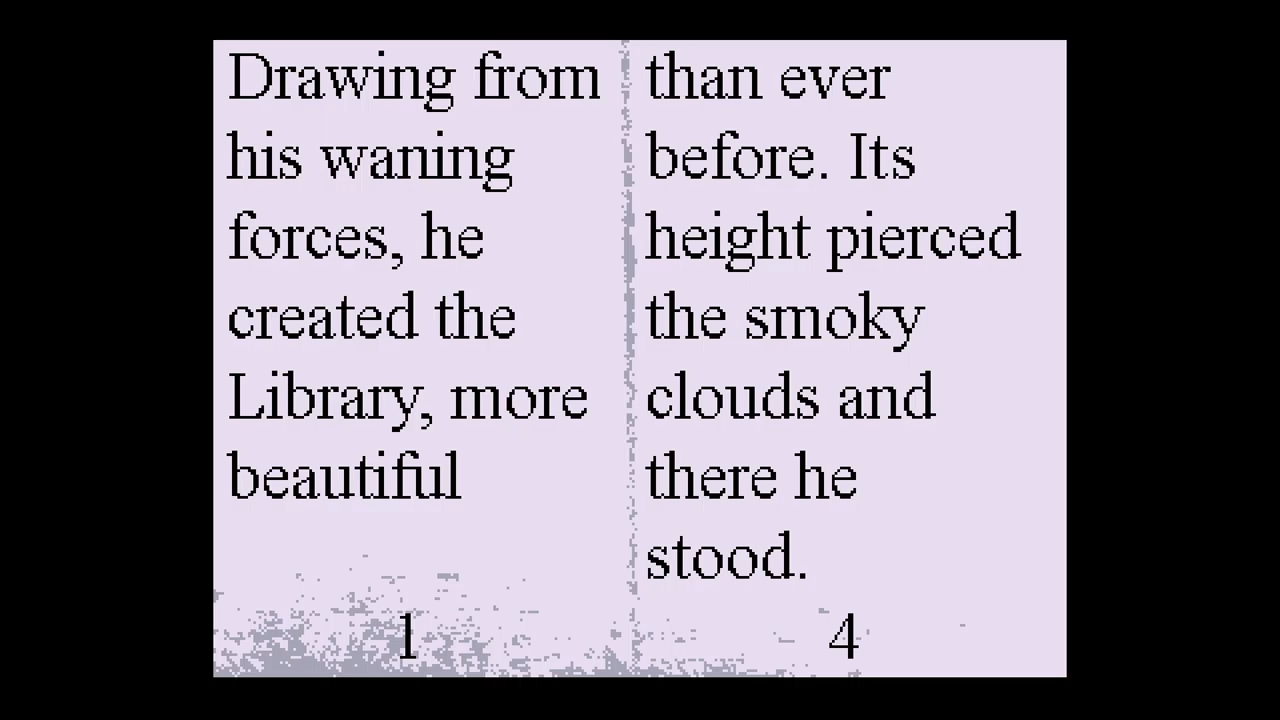 Drawing from
his waning
forces, he
created the
Library, more
beautiful
1
than ever
before. Its
height pierced
the smoky
clouds and
there he
stood.
4